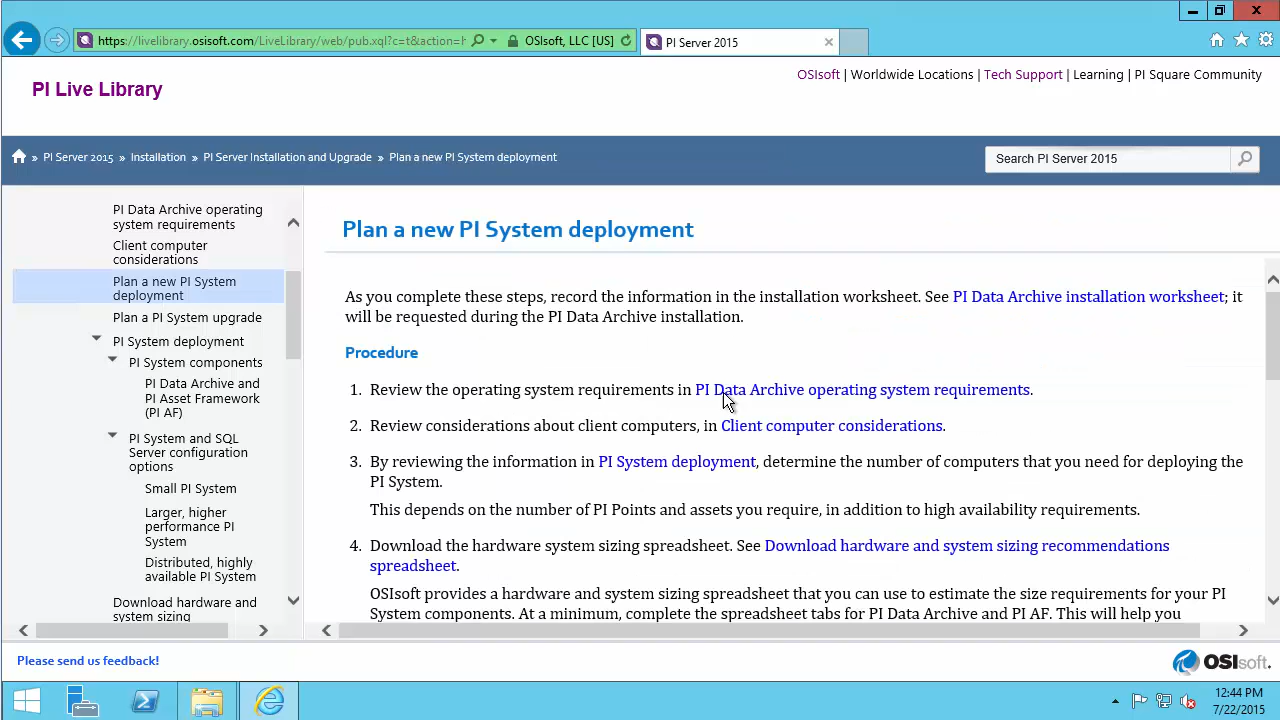 https://livelibrary.osisoft.com/LiveLibrary/web/pub.xql?c=t&action=h
OSIsoft, LLC [US]
PI Server 2015
PI Live Library
OSIsoft | Worldwide Locations | Tech Support | Learning | PI Square Community
» PI Server 2015 » Installation » PI Server Installation and Upgrade » Plan a new PI System deployment
Search PI Server 2015
PI Data Archive operating
system requirements
Client computer
considerations
Plan a new PI System
deployment
Plan a PI System upgrade
PI System deployment
PI System components
PI Data Archive and
PI Asset Framework
(PI AF)
PI System and SQL
Server configuration
options
Small PI System
Larger, higher
performance PI
System
Distributed, highly
available PI System
Download hardware and
system sizing
Plan a new PI System deployment
As you complete these steps, record the information in the installation worksheet. See PI Data Archive installation worksheet; it
will be requested during the PI Data Archive installation.
Procedure
1. Review the operating system requirements in PI Data Archive operating system requirements.
2. Review considerations about client computers, in Client computer considerations.
3. By reviewing the information in PI System deployment, determine the number of computers that you need for deploying the
PI System.
This depends on the number of PI Points and assets you require, in addition to high availability requirements.
4. Download the hardware system sizing spreadsheet. See Download hardware and system sizing recommendations
spreadsheet.
OSIsoft provides a hardware and system sizing spreadsheet that you can use to estimate the size requirements for your PI
System components. At a minimum, complete the spreadsheet tabs for PI Data Archive and PI AF. This will help you
Please send us feedback!
OSIsoft.
12:44 PM
7/22/2015